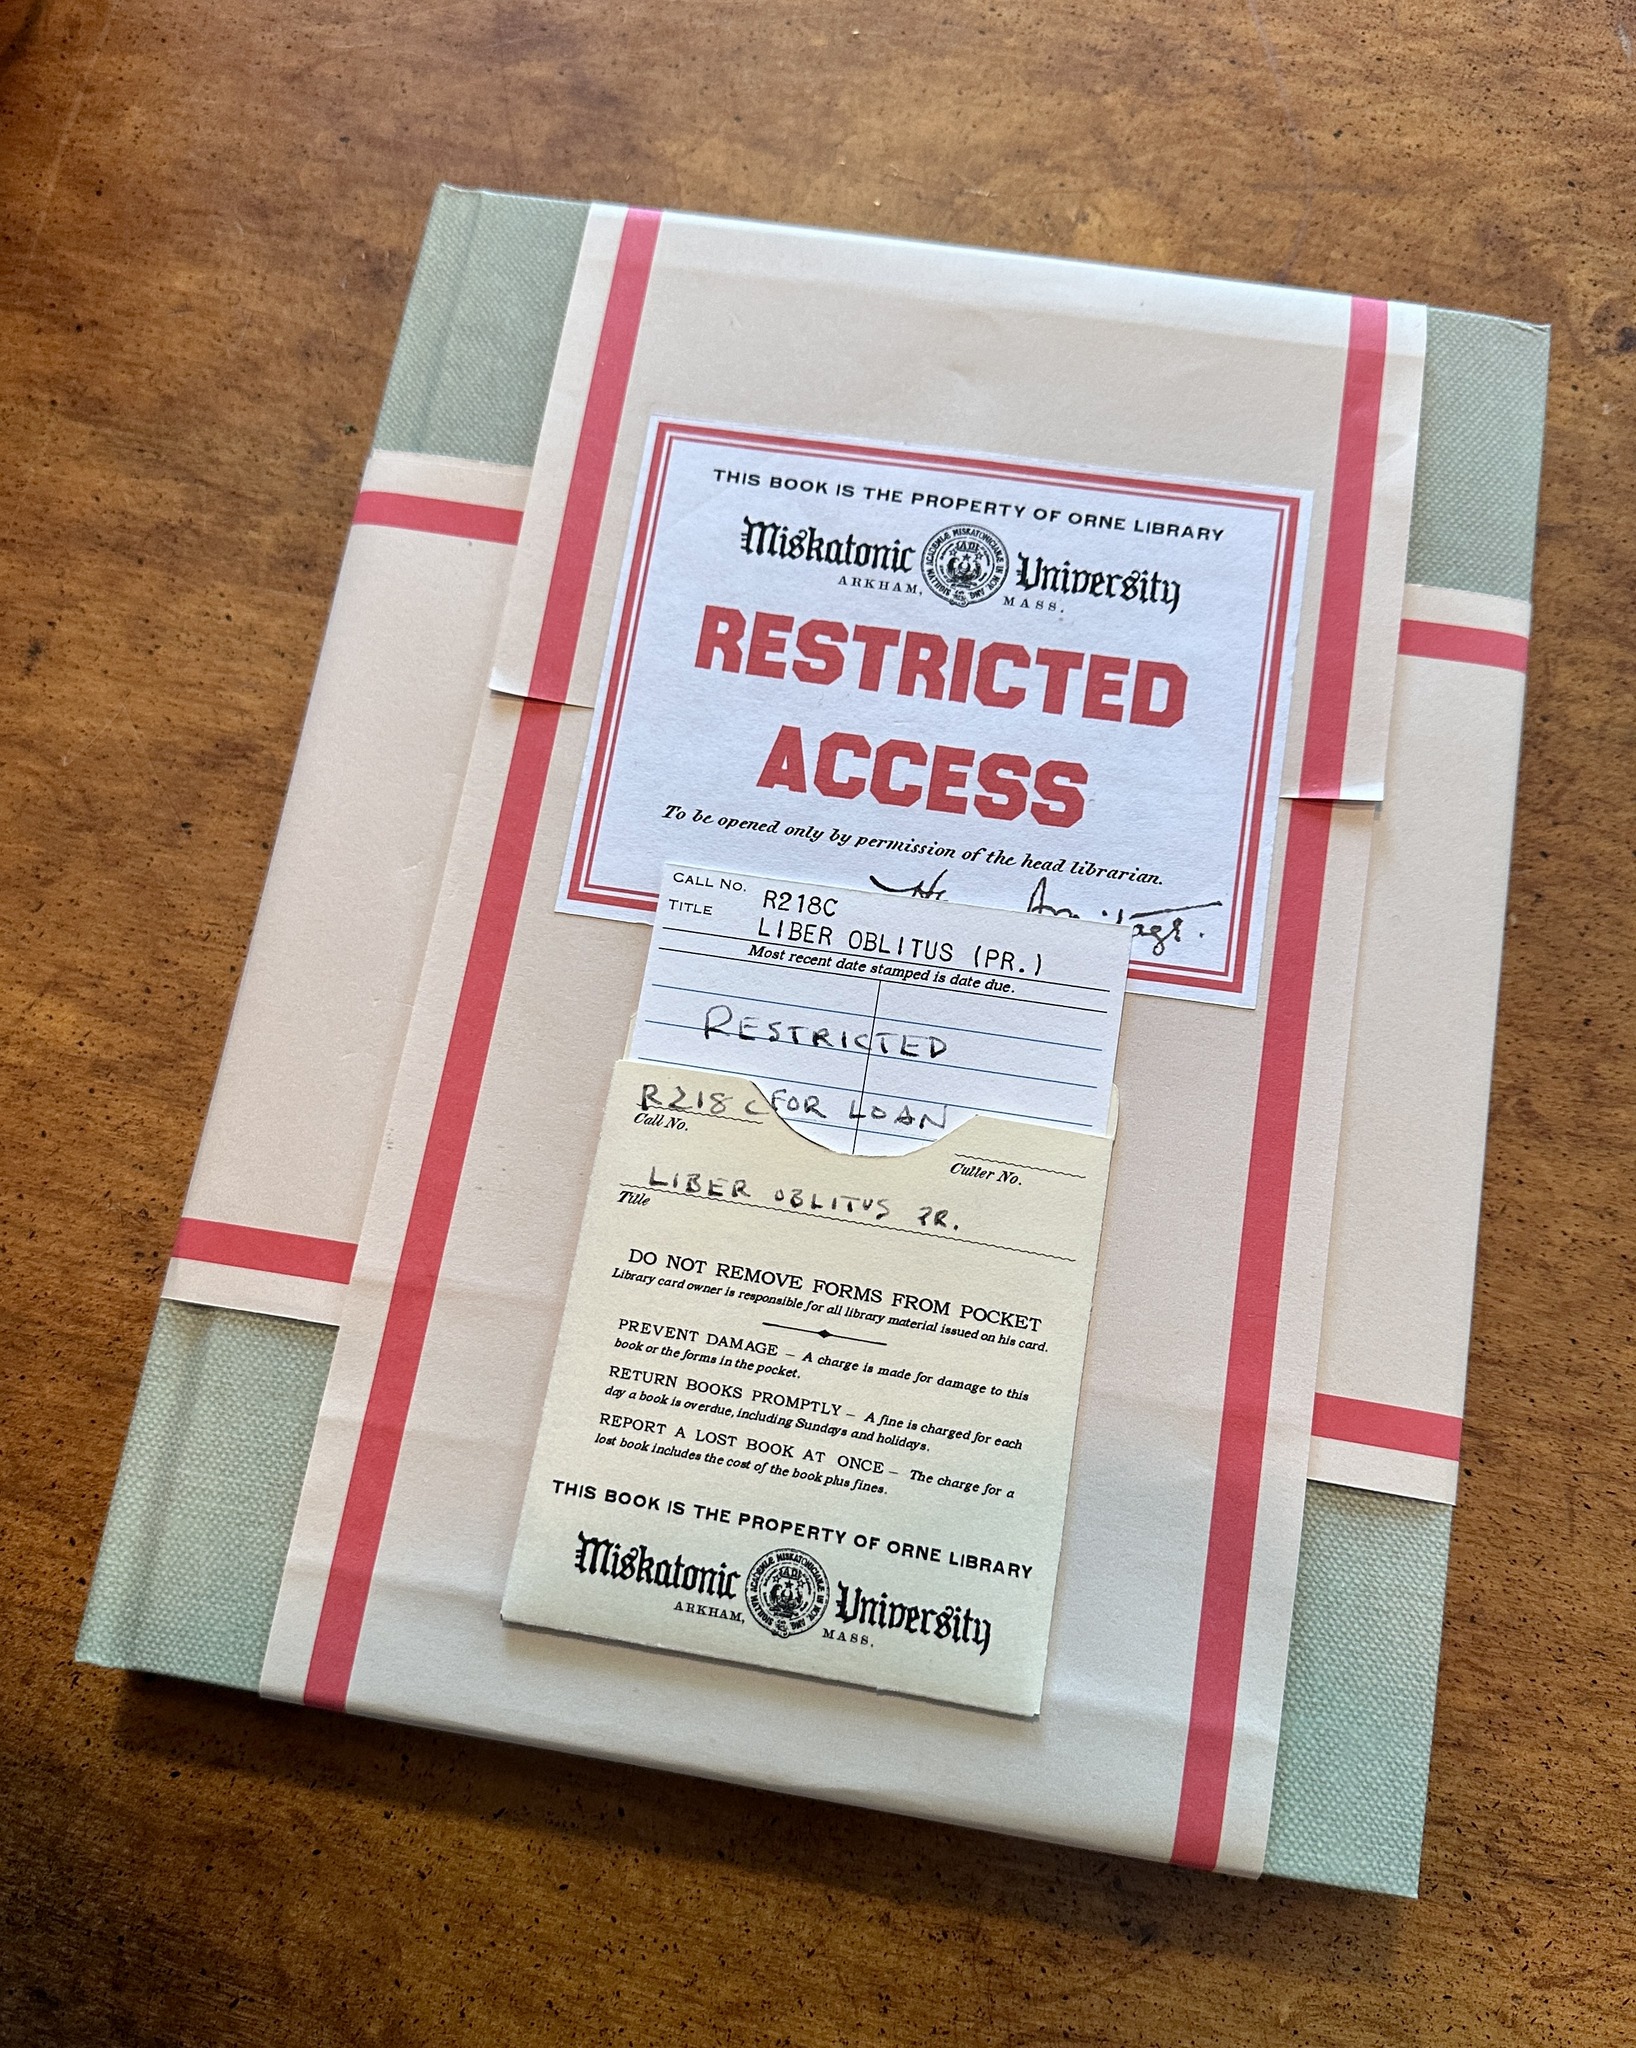 THIS BOOK IS THE PROPERTY OF ORNE LIBRARY
Miskatonic University
ARKHAM, MASS.
RESTRICTED
ACCESS
To be opened only by permission of the head librarian.
CALL NO. R218C
TITLE LIBER OBLITUS (PR.)
Most recent date stamped is date due.
RESTRICTED
FOR LOAN
R218C
Call No.
Cutter No.
LIBER OBLITUS PR.
Title
DO NOT REMOVE FORMS FROM POCKET
Library card owner is responsible for all library material issued on his card.
PREVENT DAMAGE – A charge is made for damage to this
book or the forms in the pocket.
RETURN BOOKS PROMPTLY – A fine is charged for each
day a book is overdue, including Sundays and holidays.
REPORT A LOST BOOK AT ONCE – The charge for a
lost book includes the cost of the book plus fines.
THIS BOOK IS THE PROPERTY OF ORNE LIBRARY
Miskatonic University
ARKHAM, MASS.